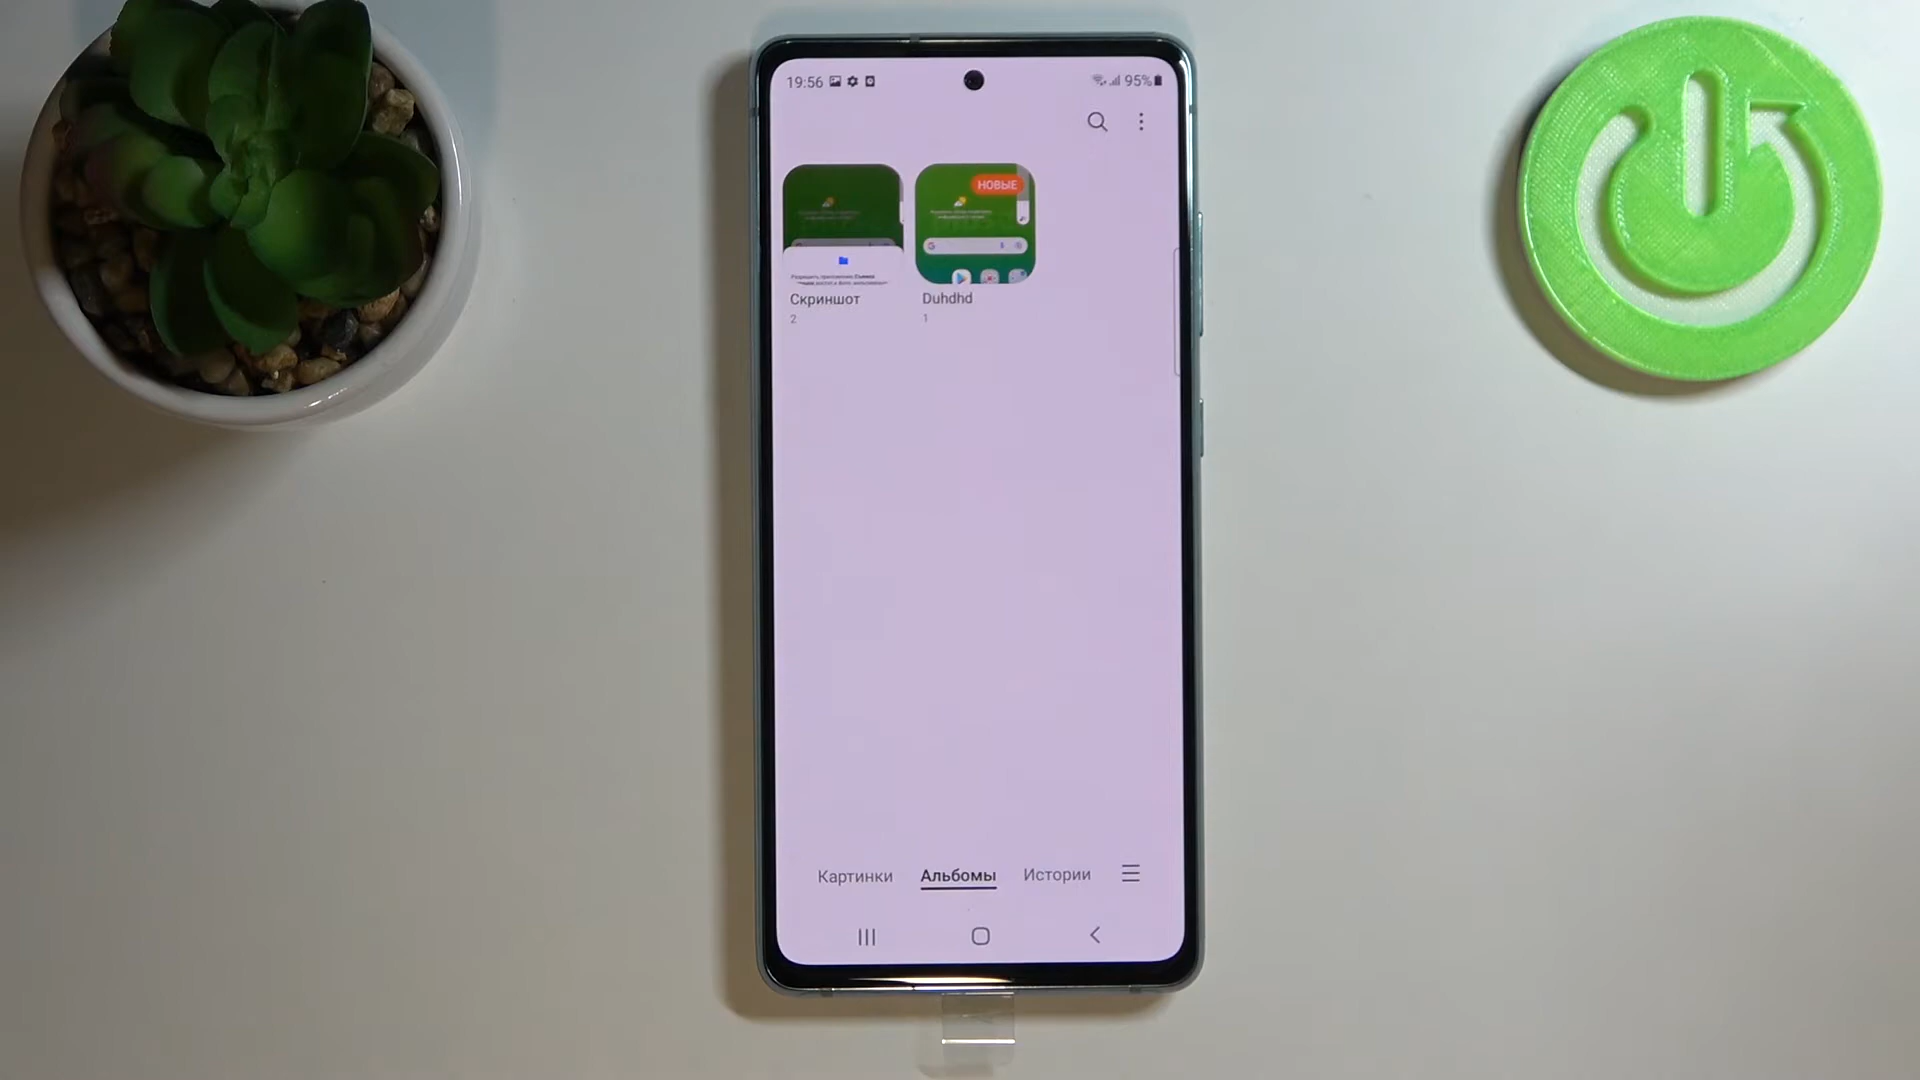 19:56
95%
НОВЫЕ
Скриншот
2
Duhdhd
1
Картинки
Альбомы
Истории